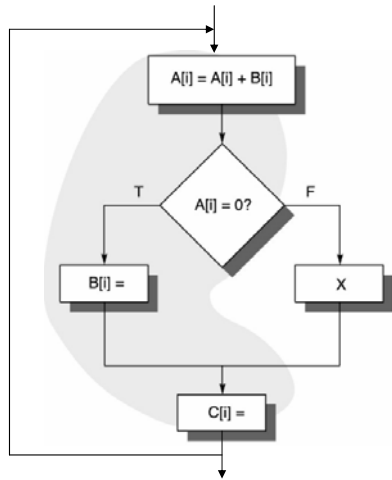 A[i] = A[i] + B[i]
T
F
A[i] = 0?
B[i] =
X
C[i] =